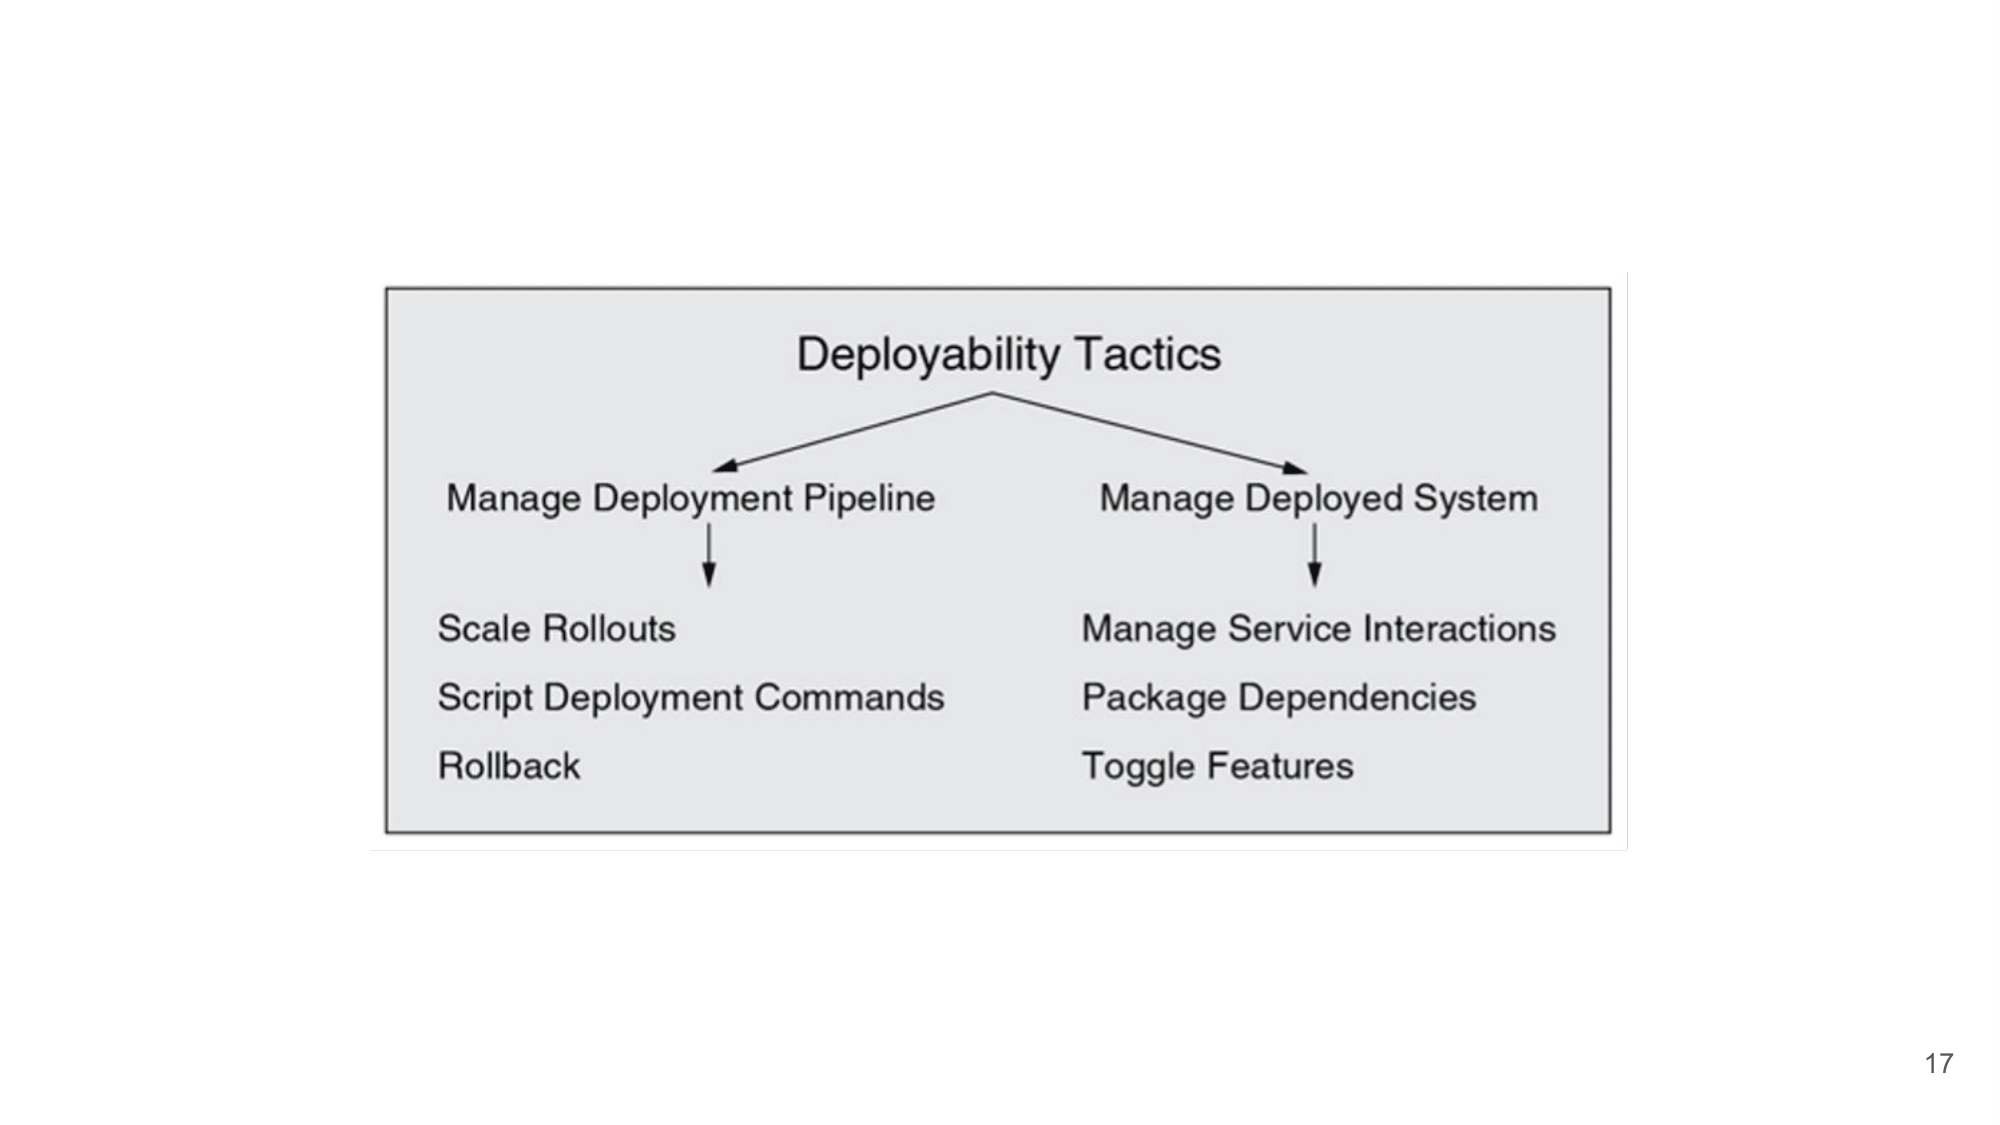 Deployability Tactics
Manage Deployment Pipeline
Scale Rollouts
Script Deployment Commands
Rollback
Manage Deployed System
Manage Service Interactions
Package Dependencies
Toggle Features
17